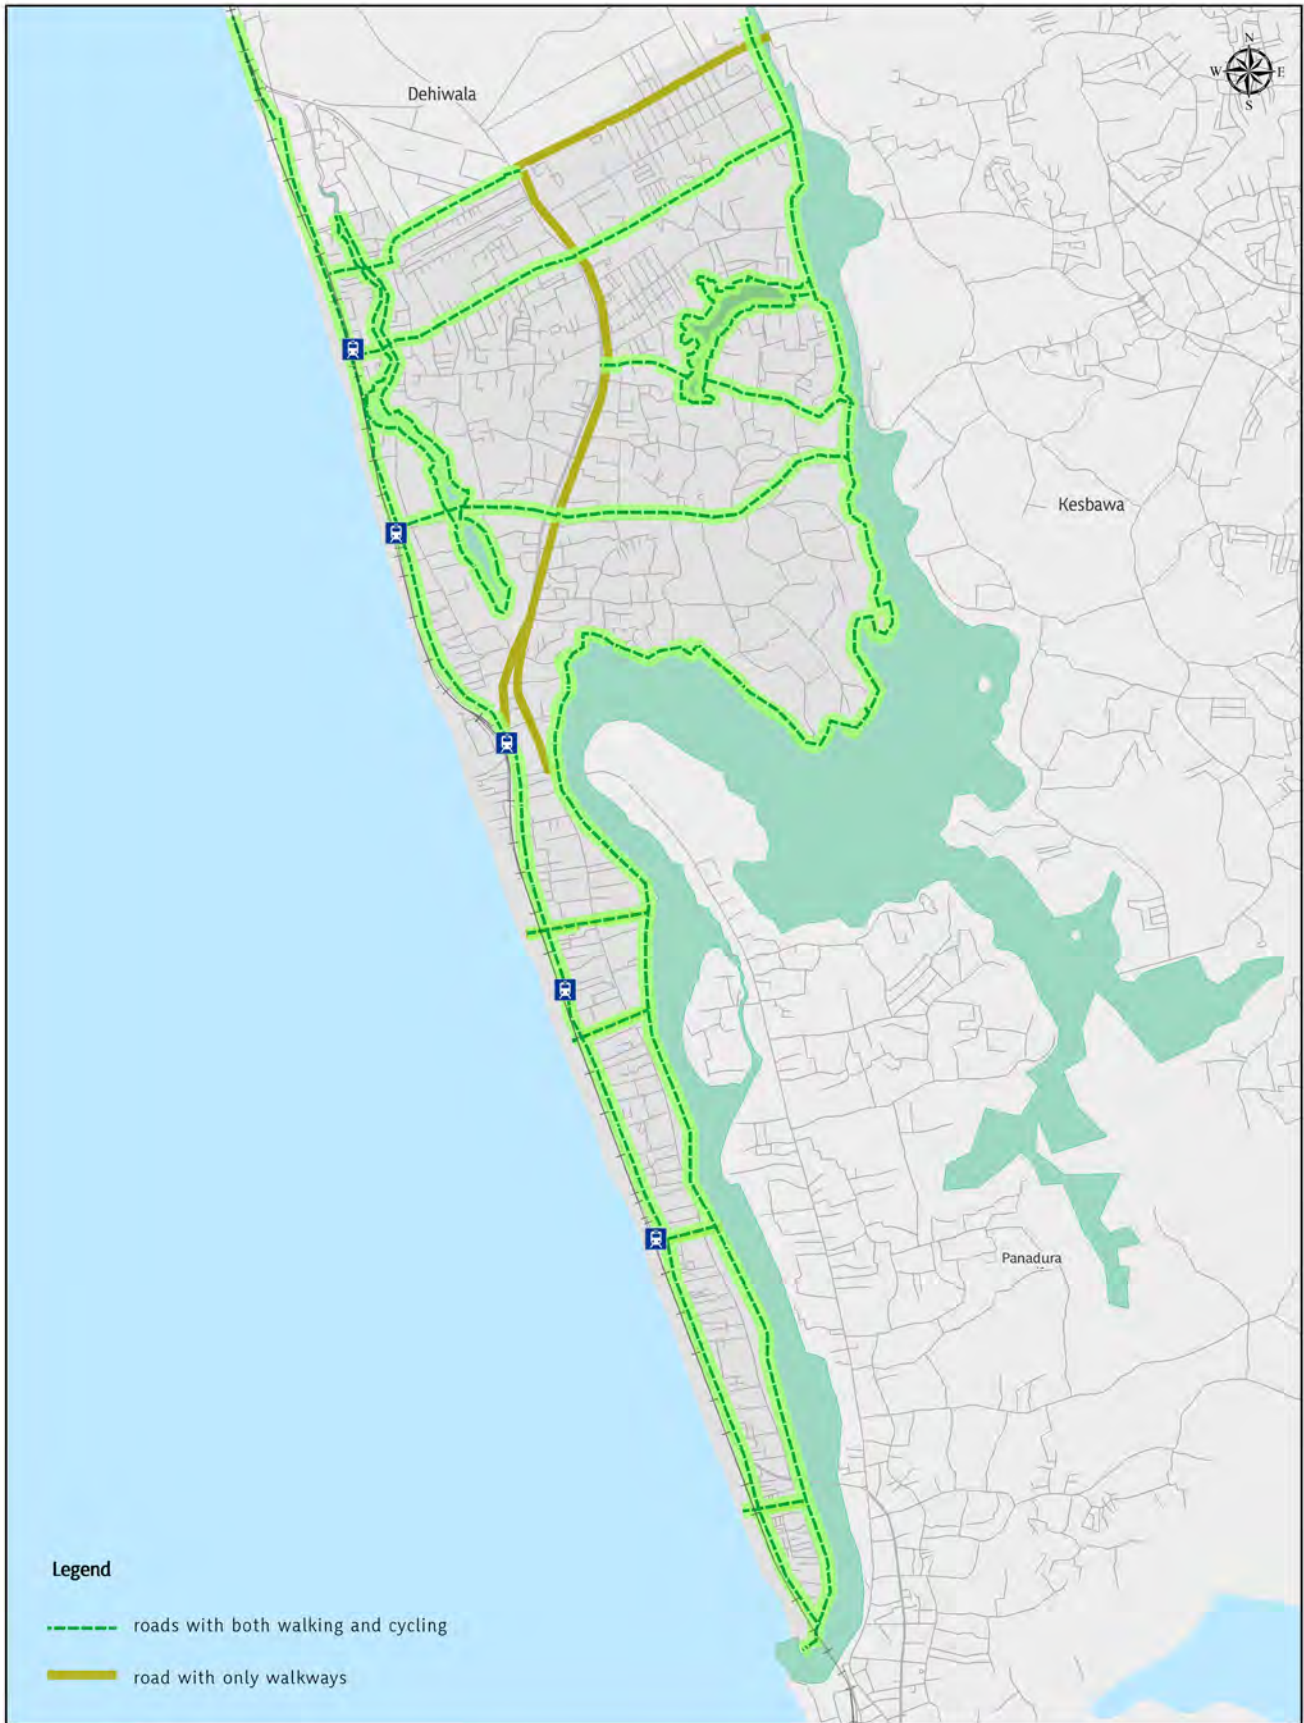 N
W E
S
Dehiwala
Kesbawa
Panadura
Legend
roads with both walking and cycling
road with only walkways